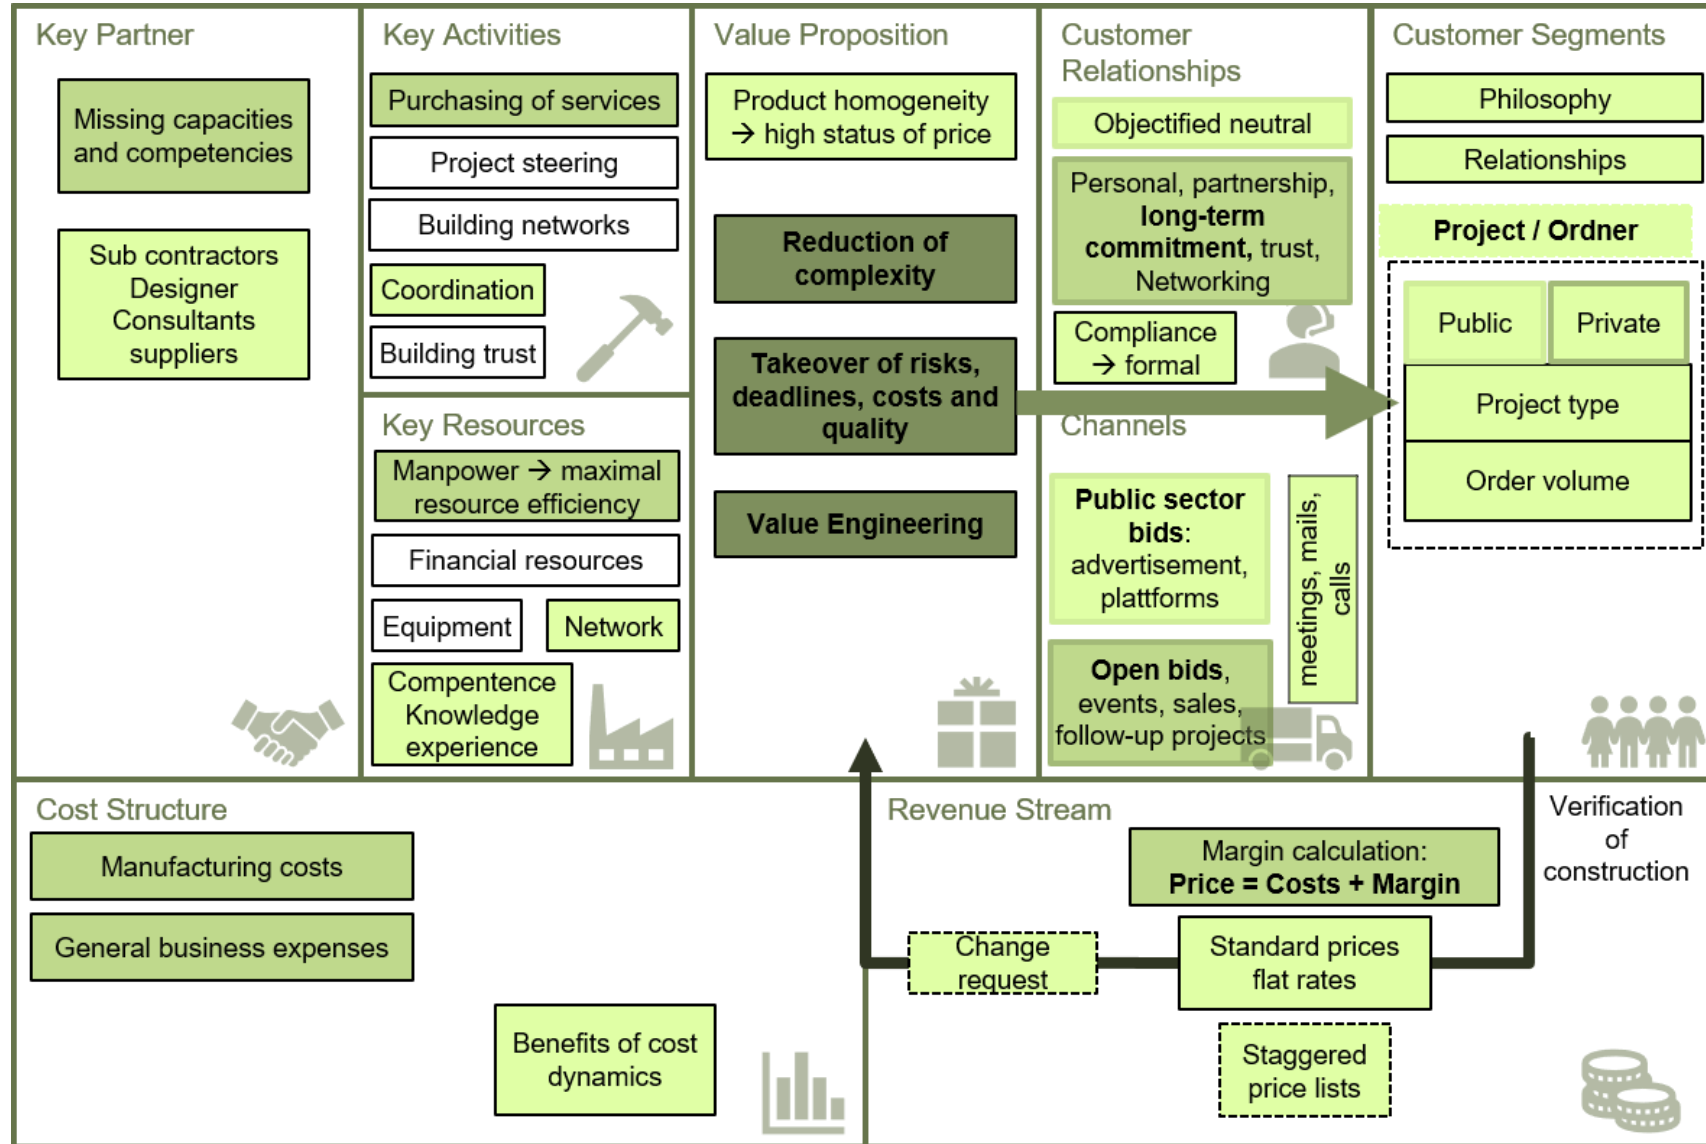 Key Partner
Missing capacities
and competencies
Sub contractors
Designer
Consultants
suppliers
Key Activities
Purchasing of services
Project steering
Building networks
Coordination
Building trust
Key Resources
Manpower → maximal
resource efficiency
Financial resources
Equipment
Network
Compentence
Knowledge
experience
Value Proposition
Product homogeneity
→ high status of price
Reduction of
complexity
Takeover of risks,
deadlines, costs and
quality
Value Engineering
Customer
Relationships
Objectified neutral
Personal, partnership,
long-term
commitment, trust,
Networking
Compliance
→ formal
Channels
Public sector
bids:
advertisement,
plattforms
Open bids,
events, sales,
follow-up projects
meetings, mails,
calls
Customer Segments
Philosophy
Relationships
Project / Ordner
Public
Private
Project type
Order volume
Cost Structure
Manufacturing costs
General business expenses
Benefits of cost
dynamics
Revenue Stream
Margin calculation:
Price = Costs + Margin
Change
request
Standard prices
flat rates
Staggered
price lists
Verification
of
construction